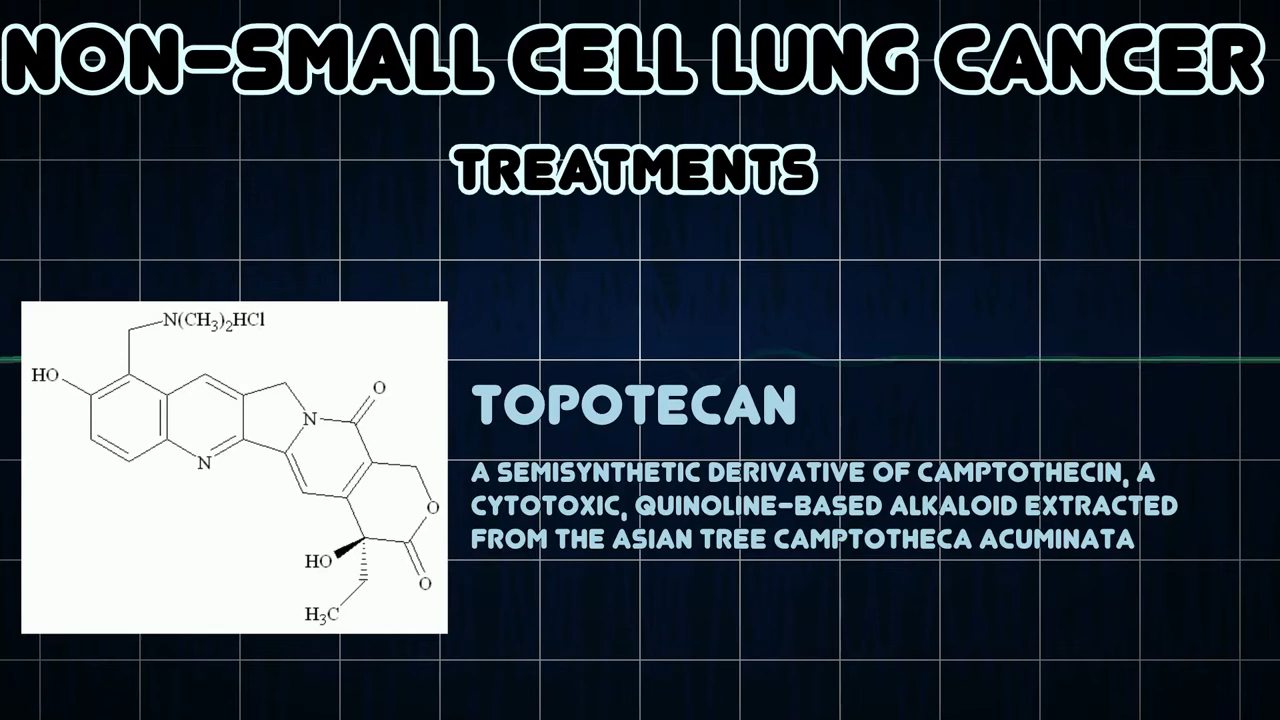 NON-SMALL CELL LUNG CANCER
TREATMENTS
N(CH₃)₂HCl
HO
O
N
N
O
HO
O
H₃C
TOPOTECAN
A SEMISYNTHETIC DERIVATIVE OF CAMPTOTHECIN, A
CYTOTOXIC, QUINOLINE-BASED ALKALOID EXTRACTED
FROM THE ASIAN TREE CAMPTOTHECA ACUMINATA